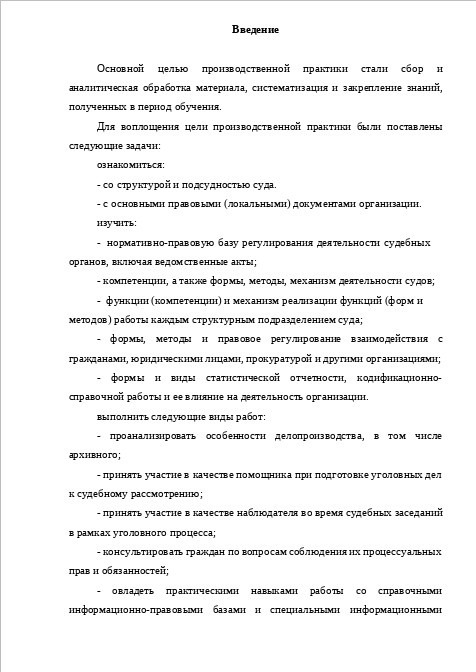 Введение
Основной целью производственной практики стали сбор и
аналитическая обработка материала, систематизация и закрепление знаний,
полученных в период обучения.
Для воплощения цели производственной практики были поставлены
следующие задачи:
ознакомиться:
- со структурой и подсудностью суда.
- с основными правовыми (локальными) документами организации.
изучить:
- нормативно-правовую базу регулирования деятельности судебных
органов, включая ведомственные акты;
- компетенции, а также формы, методы, механизм деятельности судов;
- функции (компетенции) и механизм реализации функций (форм и
методов) работы каждым структурным подразделением суда;
- формы, методы и правовое регулирование взаимодействия с
гражданами, юридическими лицами, прокуратурой и другими организациями;
- формы и виды статистической отчетности, кодификационно-
справочной работы и ее влияние на деятельность организации.
выполнить следующие виды работ:
- проанализировать особенности делопроизводства, в том числе
архивного;
- принять участие в качестве помощника при подготовке уголовных дел
к судебному рассмотрению;
- принять участие в качестве наблюдателя во время судебных заседаний
в рамках уголовного процесса;
- консультировать граждан по вопросам соблюдения их процессуальных
прав и обязанностей;
- овладеть практическими навыками работы со справочными
информационно-правовыми базами и специальными информационными